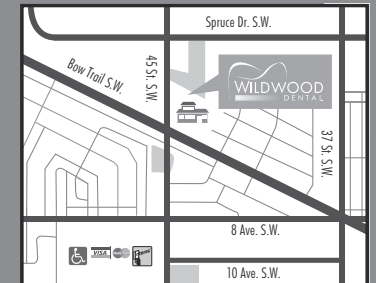 Spruce Dr. S.W.
Bow Trail S.W.
45 St. S.W.
WILDWOOD
DENTAL
37 St. S.W.
8 Ave. S.W.
VISA
10 Ave. S.W.